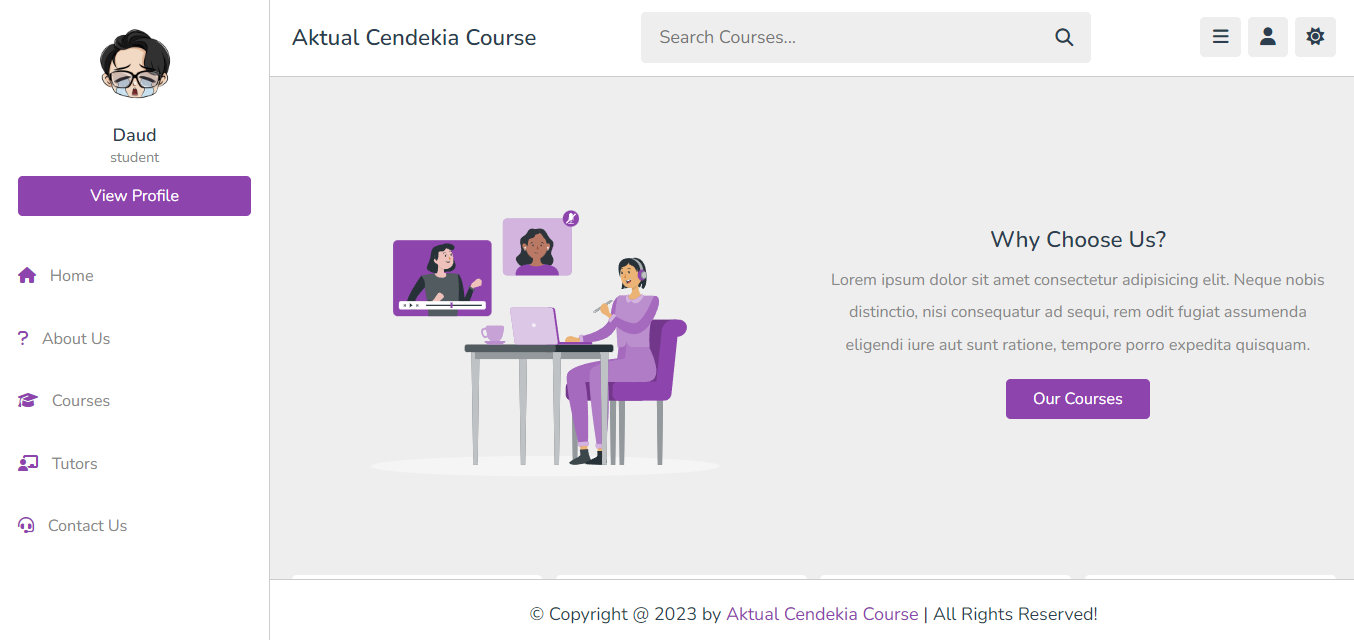 Daud
student
View Profile
Home
About Us
Courses
Tutors
Contact Us
Aktual Cendekia Course
Search Courses...
Why Choose Us?
Lorem ipsum dolor sit amet consectetur adipisicing elit. Neque nobis
distinctio, nisi consequatur ad sequi, rem odit fugiat assumenda
eligendi iure aut sunt ratione, tempore porro expedita quisquam.
Our Courses
© Copyright @ 2023 by Aktual Cendekia Course | All Rights Reserved!